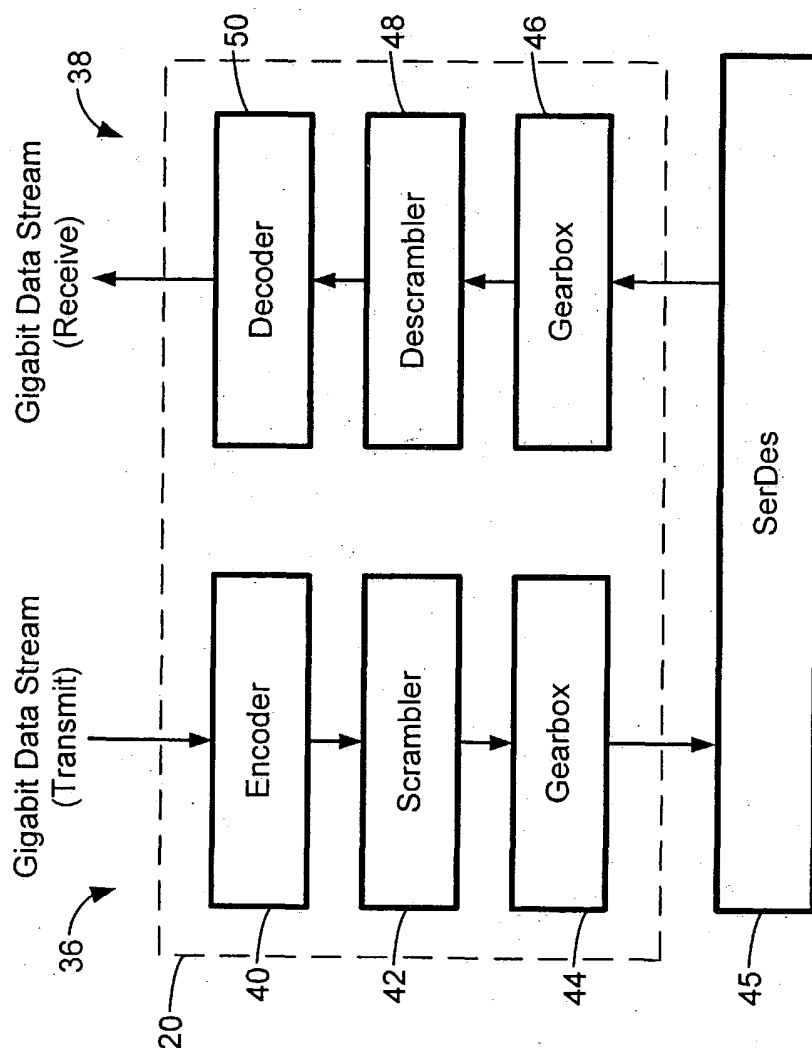 Gigabit Data Stream
(Transmit)
Gigabit Data Stream
(Receive)
36
38
20
Encoder
40
Decoder
50
Scrambler
42
Descrambler
48
Gearbox
44
Gearbox
46
SerDes
45